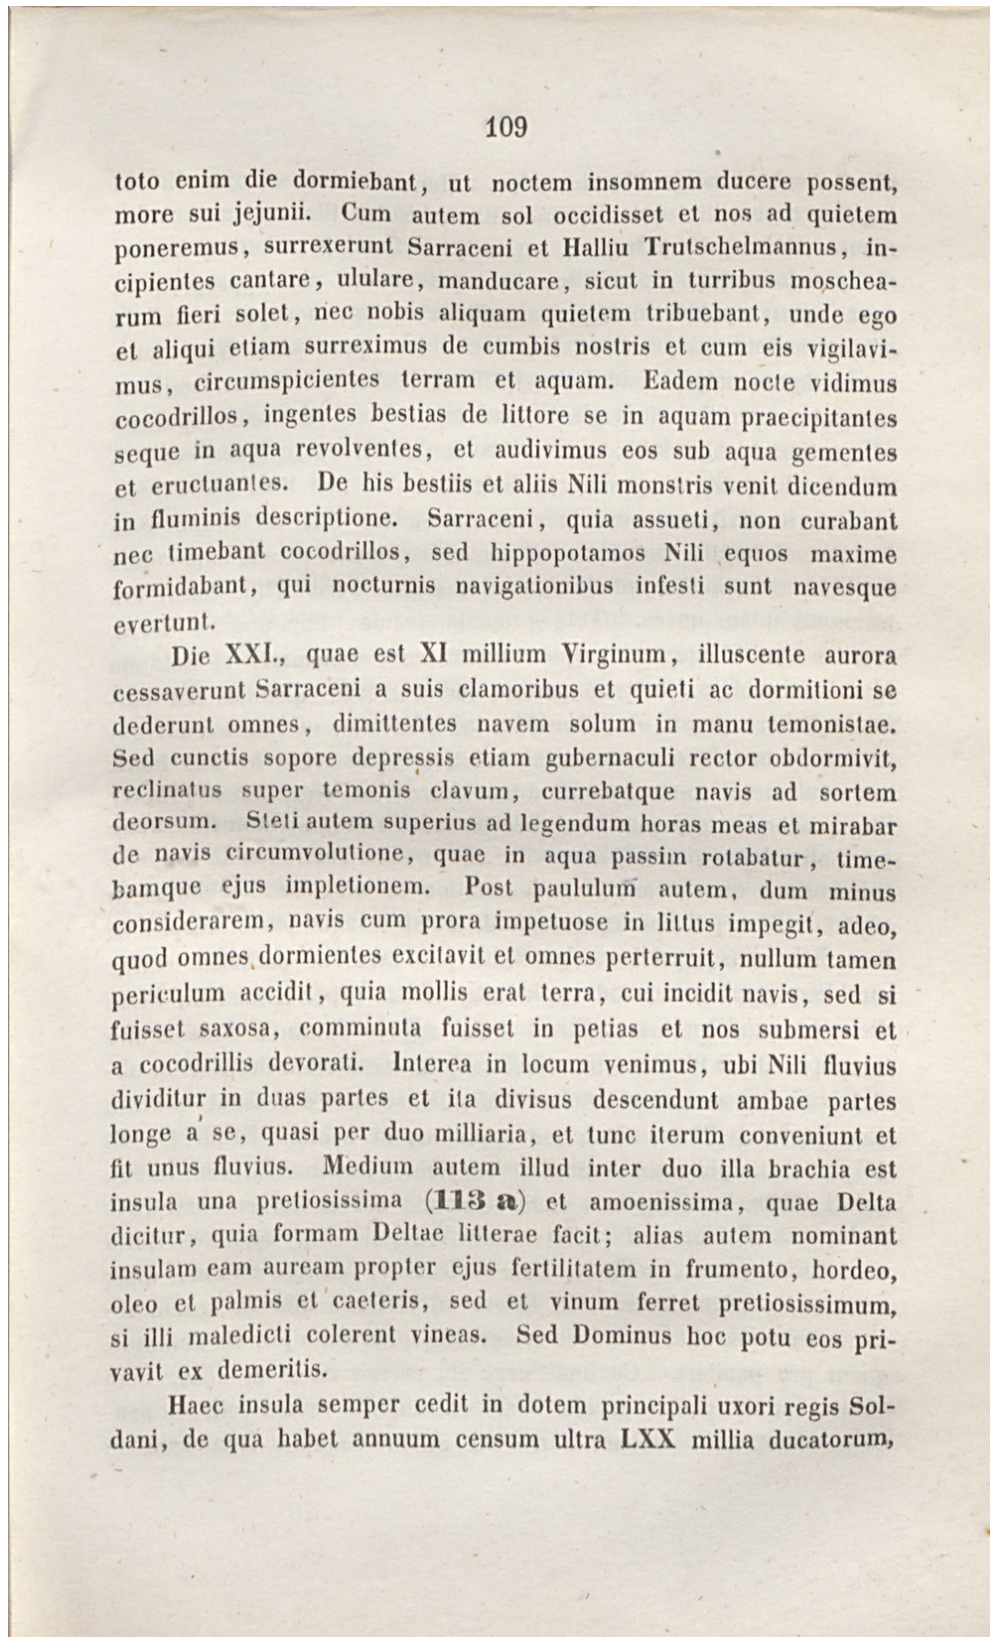 109
toto enim die dormiebant, ut noctem insomnem ducere possent,
more sui jejunii. Cum autem sol occidisset et nos ad quietem
poneremus, surrexerunt Sarraceni et Halliu Trutschelmannus, in-
cipientes cantare, ululare, manducare, sicut in turribus moschea-
rum fieri solet, nec nobis aliquam quietem tribuebant, unde ego
et aliqui etiam surreximus de cumbis nostris et cum eis vigilavi-
mus, circumspicientes terram et aquam. Eadem nocte vidimus
cocodrillos, ingentes bestias de littore se in aquam praecipitantes
seque in aqua revolventes, et audivimus eos sub aqua gementes
et eructuantes. De his bestiis et aliis Nili monstris venit dicendum
in fluminis descriptione. Sarraceni, quia assueti, non curabant
nec timebant cocodrillos, sed hippopotamos Nili equos maxime
formidabant, qui nocturnis navigationibus infesti sunt navesque
evertunt.
Die XXI., quae est XI millium Virginum, illuscente aurora
cessaverunt Sarraceni a suis clamoribus et quieti ac dormitioni se
dederunt omnes, dimittentes navem solum in manu temonistae.
Sed cunctis sopore depressis etiam gubernaculi rector obdormivit,
reclinatus super temonis clavum, currebatque navis ad sortem
deorsum. Steti autem superius ad legendum horas meas et mirabar
de navis circumvolutione, quae in aqua passim rotabatur, time-
bamque ejus impletionem. Post paululum autem, dum minus
considerarem, navis cum prora impetuose in littus impegit, adeo,
quod omnes dormientes excitavit et omnes perterruit, nullum tamen
periculum accidit, quia mollis erat terra, cui incidit navis, sed si
fuisset saxosa, comminuta fuisset in petias et nos submersi et
a cocodrillis devorati. Interea in locum venimus, ubi Nili fluvius
dividitur in duas partes et ita divisus descendunt ambae partes
longe a se, quasi per duo milliaria, et tunc iterum conveniunt et
fit unus fluvius. Medium autem illud inter duo illa brachia est
insula una pretiosissima (113 a) et amoenissima, quae Delta
dicitur, quia formam Deltae litterae facit; alias autem nominant
insulam eam auream propter ejus fertilitatem in frumento, hordeo,
oleo et palmis et caeteris, sed et vinum ferret pretiosissimum,
si illi maledicti colerent vineas. Sed Dominus hoc potu eos pri-
vavit ex demeritis.
Haec insula semper cedit in dotem principali uxori regis Sol-
dani, de qua habet annuum censum ultra LXX millia ducatorum,